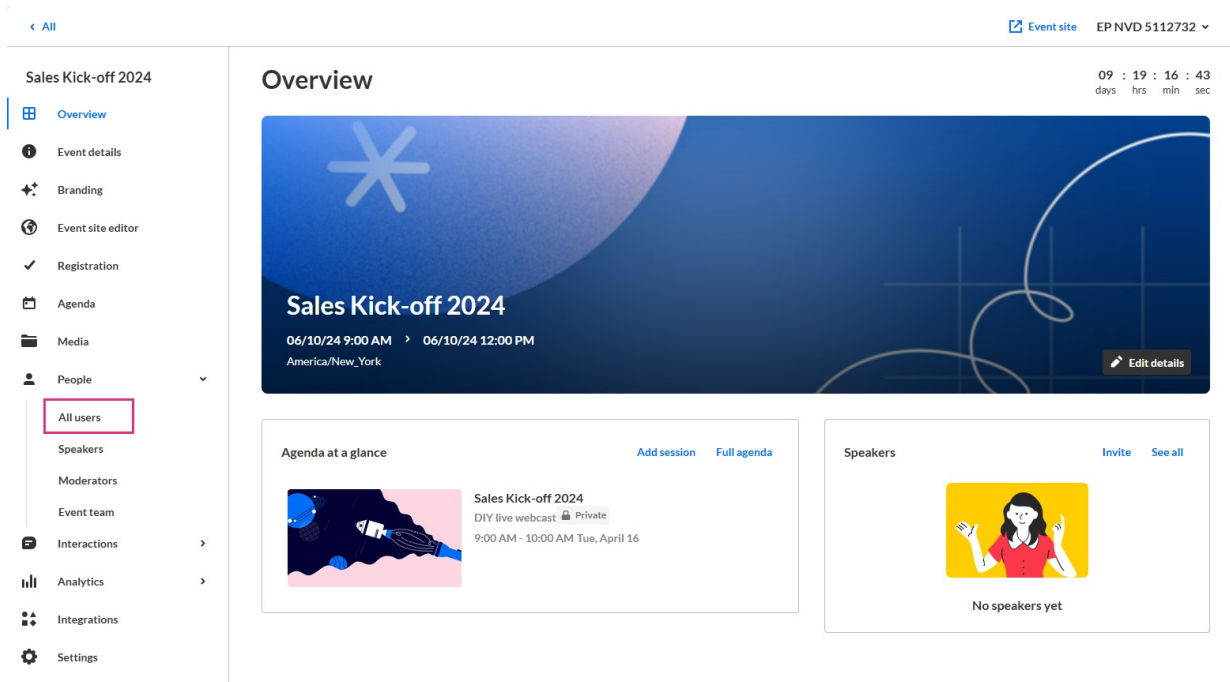 All
Event site
EP NVD 5112732
Sales Kick-off 2024
Overview
Event details
Branding
Event site editor
Registration
Agenda
Media
People
All users
Speakers
Moderators
Event team
Interactions
Analytics
Integrations
Settings
Overview
09 : 19 : 16 : 43
days hrs min sec
Sales Kick-off 2024
06/10/24 9:00 AM > 06/10/24 12:00 PM
America/New_York
Edit details
Agenda at a glance
Add session
Full agenda
Sales Kick-off 2024
DIY live webcast Private
9:00 AM - 10:00 AM Tue, April 16
Speakers
Invite
See all
No speakers yet